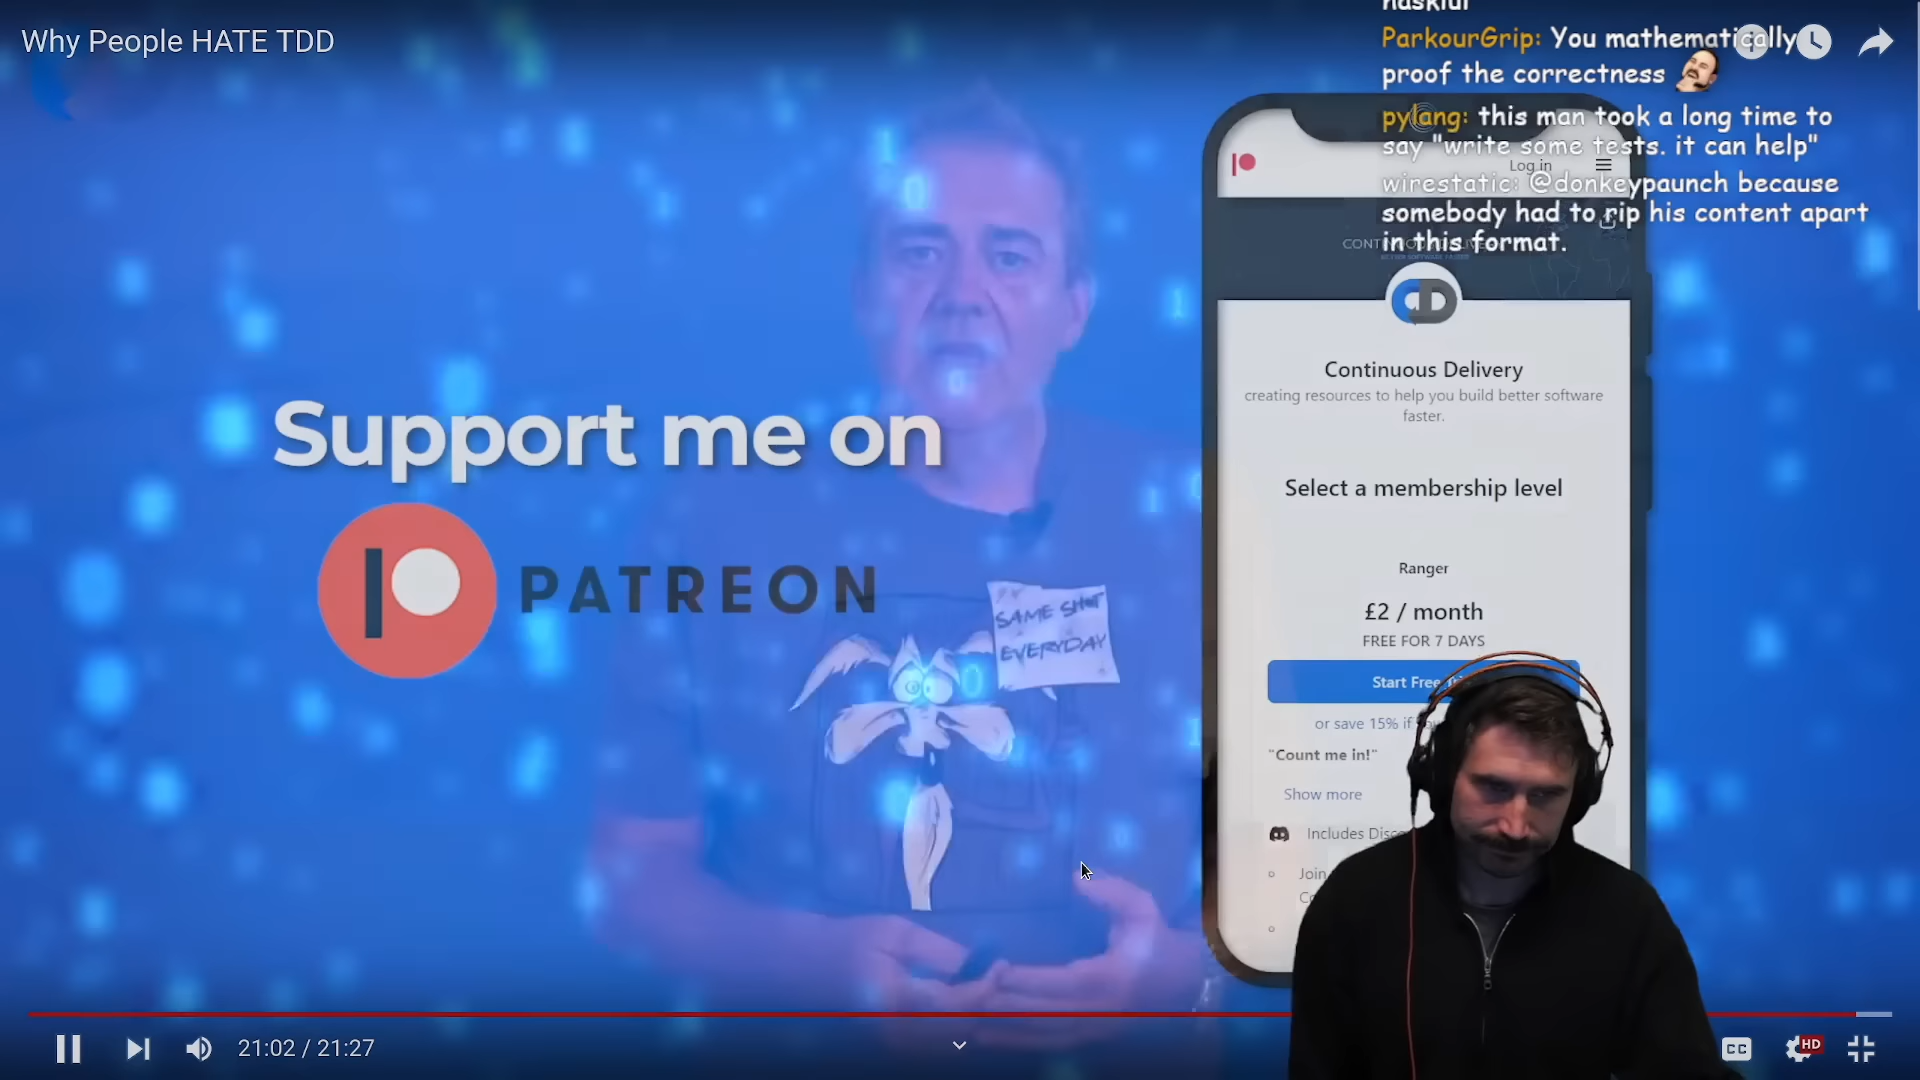 Why People HATE TDD
ParkourGrip: You mathematically
proof the correctness
pylang: this man took a long time to
say "write some tests. it can help"
wirestatic: @donkeypaunch because
somebody had to rip his content apart
in this format.
Log in
Continuous Delivery
creating resources to help you build better software
faster.
Select a membership level
Ranger
£2 / month
FREE FOR 7 DAYS
Start Free
or save 15% if
"Count me in!"
Show more
Includes
Join
Support me on
PATREON
SAME SHOT
EVERYDAY
21:02 / 21:27
CC
HD